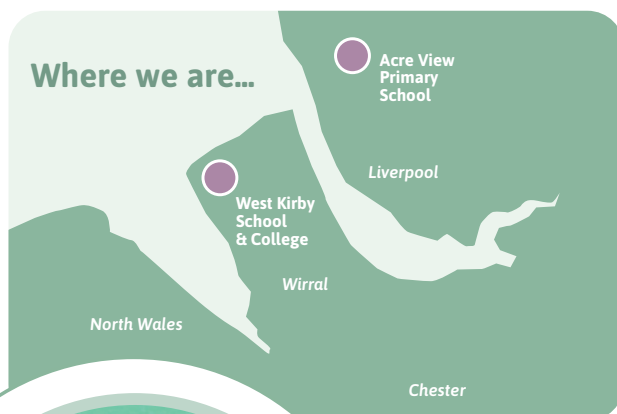 Where we are...
Acre View
Primary
School
Liverpool
West Kirby
School
& College
Wirral
North Wales
Chester